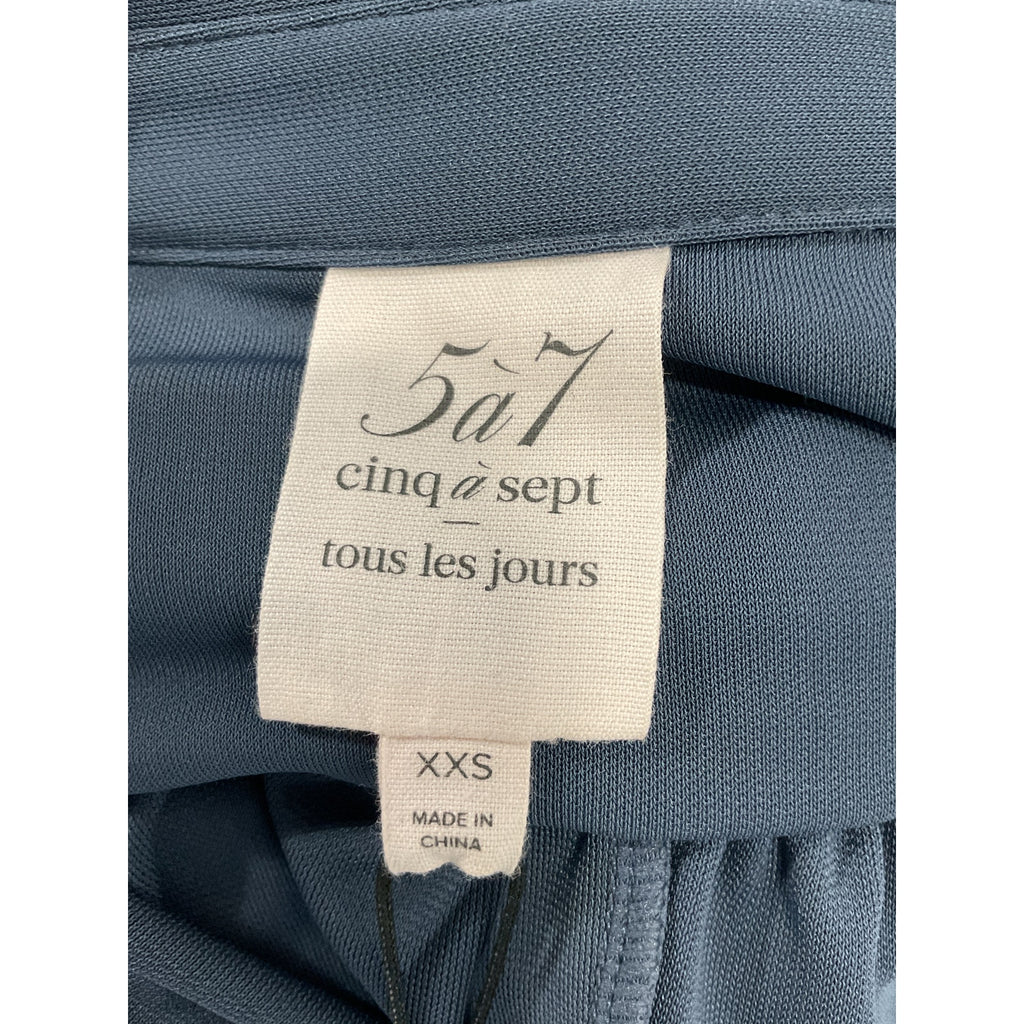 5à7
cinq à sept
tous les jours
XXS
MADE IN
CHINA